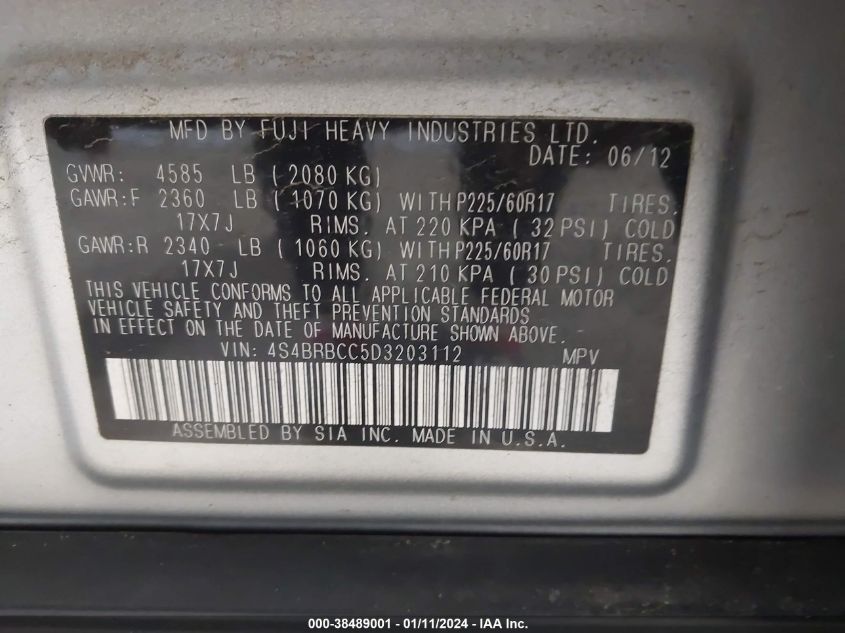 MFD BY FUJI HEAVY INDUSTRIES LTD.
DATE: 06/12
GVWR: 4585 LB ( 2080 KG)
GAWR:F 2360 LB ( 1070 KG) WITH P225/60R17 TIRES.
17X7J RIMS. AT 220 KPA ( 32 PSI) COLD
GAWR:R 2340 LB ( 1060 KG) WITH P225/60R17 TIRES.
17X7J RIMS. AT 210 KPA ( 30 PSI) COLD
THIS VEHICLE CONFORMS TO ALL APPLICABLE FEDERAL MOTOR
VEHICLE SAFETY AND THEFT PREVENTION STANDARDS
IN EFFECT ON THE DATE OF MANUFACTURE SHOWN ABOVE.
VIN: 4S4BRBCC5D3203112 MPV
ASSEMBLED BY SIA INC. MADE IN U.S.A.
000-38489001 - 01/11/2024 - IAA Inc.